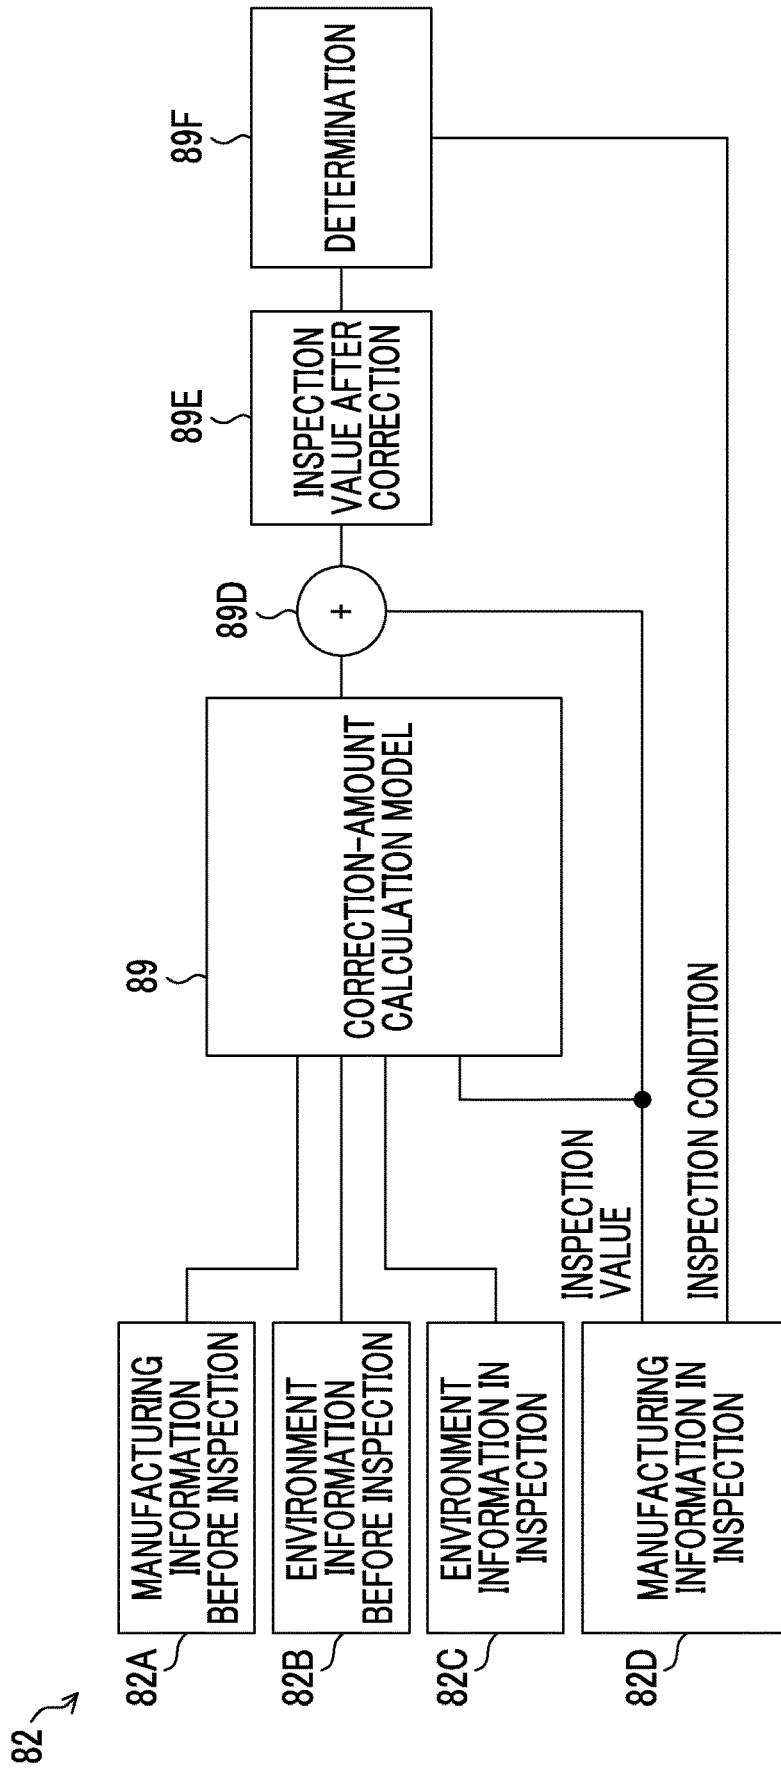 82
82A
MANUFACTURING
INFORMATION
BEFORE INSPECTION
82B
ENVIRONMENT
INFORMATION
BEFORE INSPECTION
82C
ENVIRONMENT
INFORMATION IN
INSPECTION
82D
MANUFACTURING
INFORMATION IN
INSPECTION
INSPECTION
VALUE
INSPECTION CONDITION
89
CORRECTION-AMOUNT
CALCULATION MODEL
89D
+
89E
INSPECTION
VALUE AFTER
CORRECTION
89F
DETERMINATION